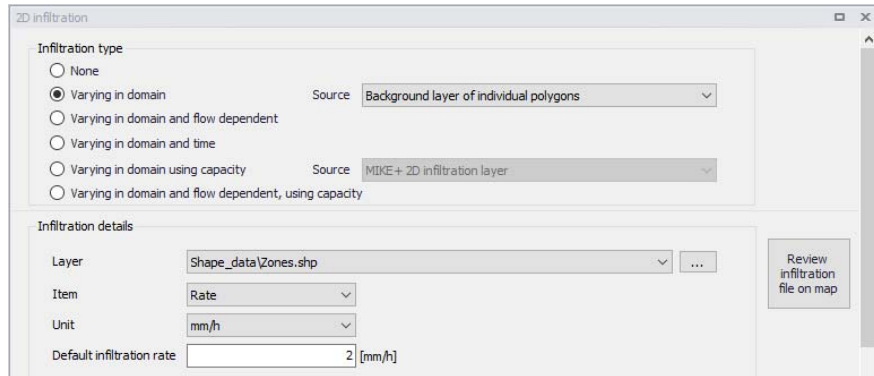 2D infiltration
Infiltration type
None
Varying in domain Source Background layer of individual polygons
Varying in domain and flow dependent
Varying in domain and time
Varying in domain using capacity Source MIKE+ 2D infiltration layer
Varying in domain and flow dependent, using capacity
Infiltration details
Layer Shape_data\Zones.shp ...
Item Rate
Unit mm/h
Default infiltration rate 2 [mm/h]
Review
infiltration
file on map